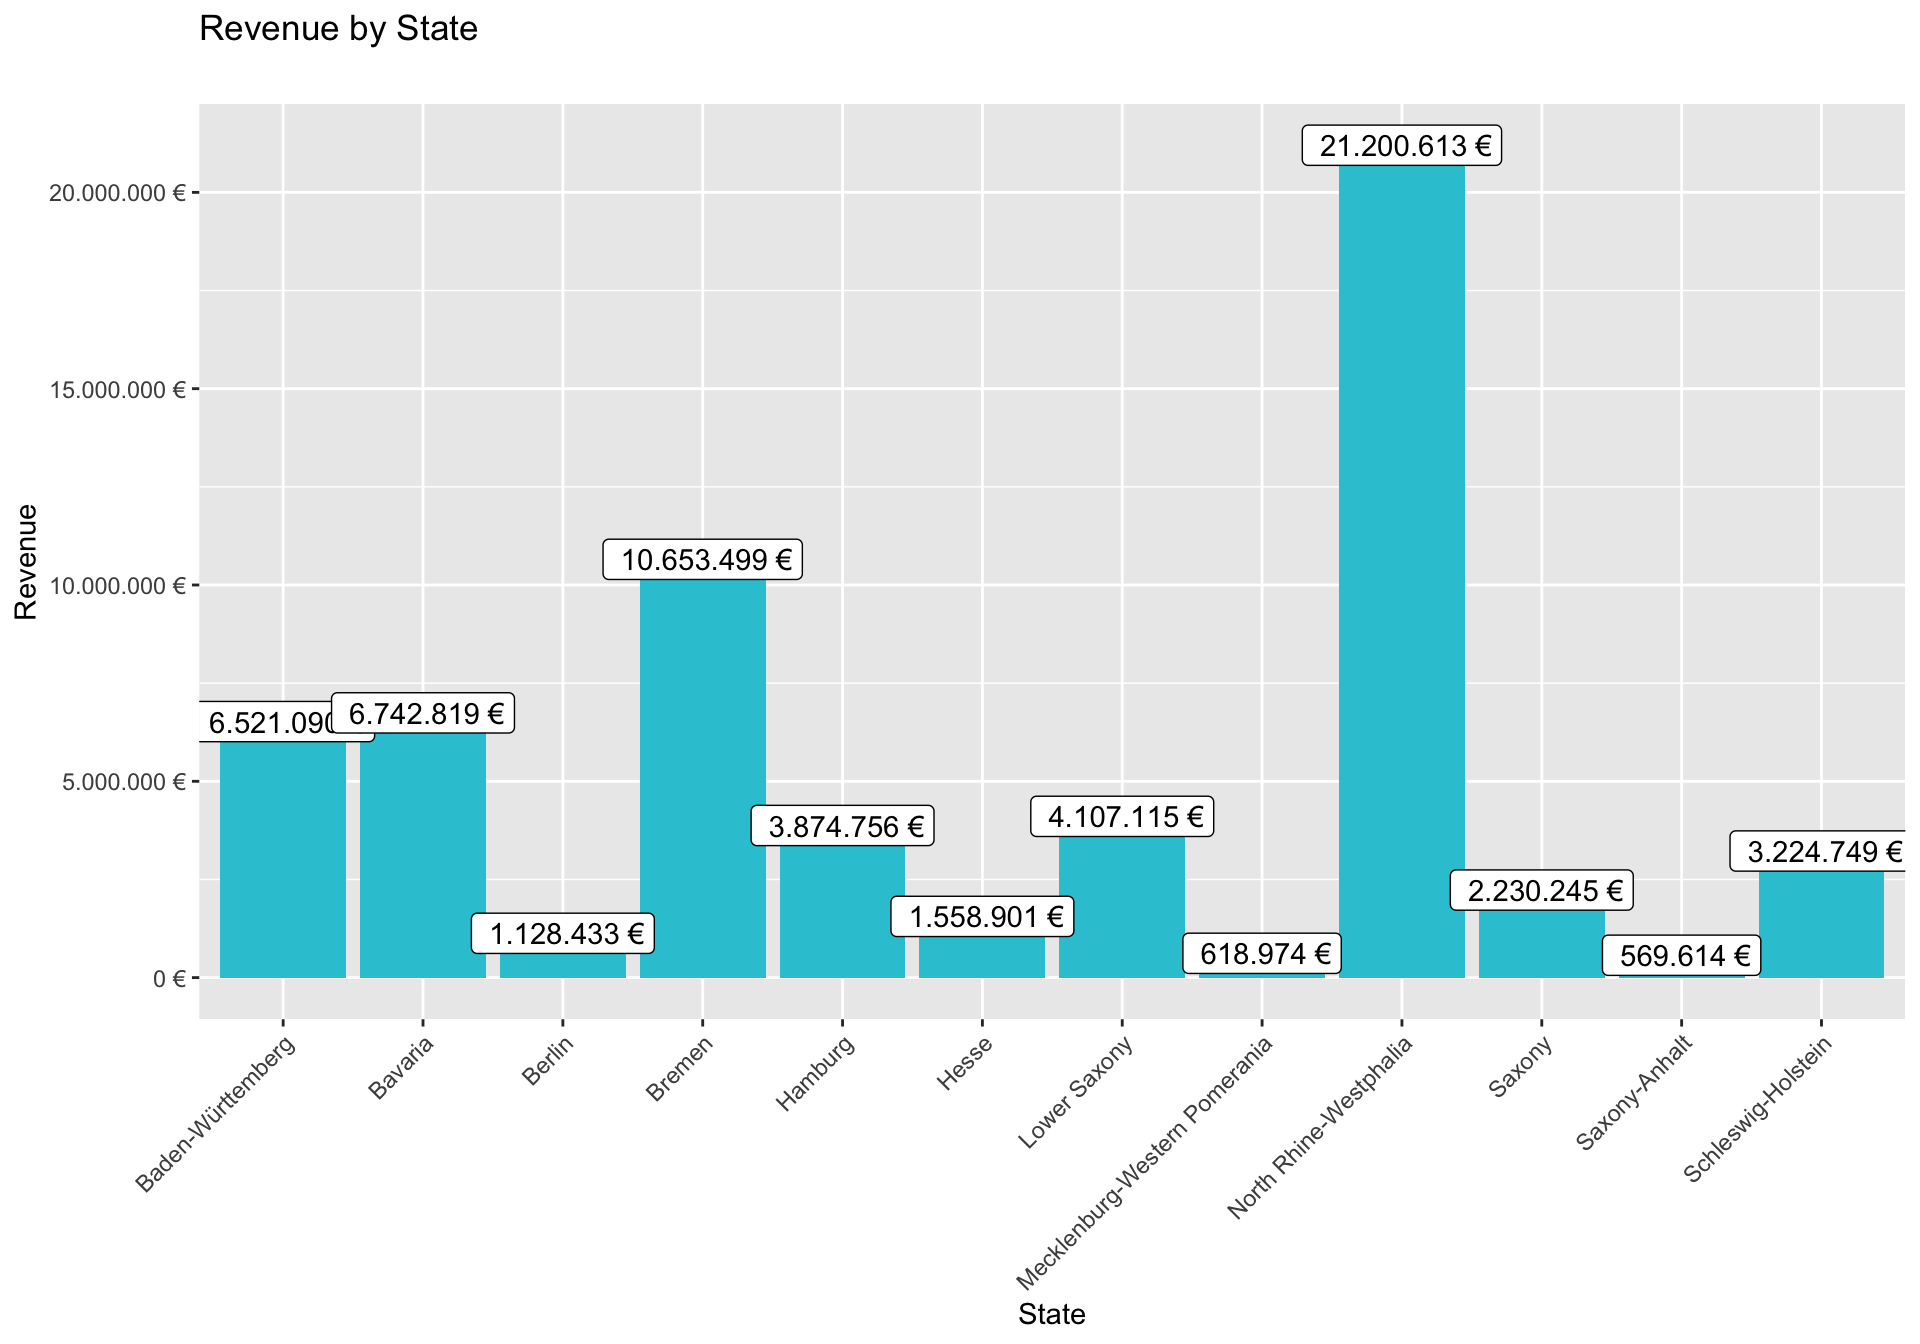 Revenue by State
21.200.613 €
20.000.000 €
15.000.000 €
10.653.499 €
10.000.000 €
6.521.090
6.742.819 €
5.000.000 €
3.874.756 €
4.107.115 €
3.224.749 €
2.230.245 €
1.558.901 €
1.128.433 €
618.974 €
569.614 €
0 €
Revenue
Baden-Württemberg
Bavaria
Berlin
Bremen
Hamburg
Hesse
Lower Saxony
Mecklenburg-Western Pomerania
North Rhine-Westphalia
Saxony
Saxony-Anhalt
Schleswig-Holstein
State